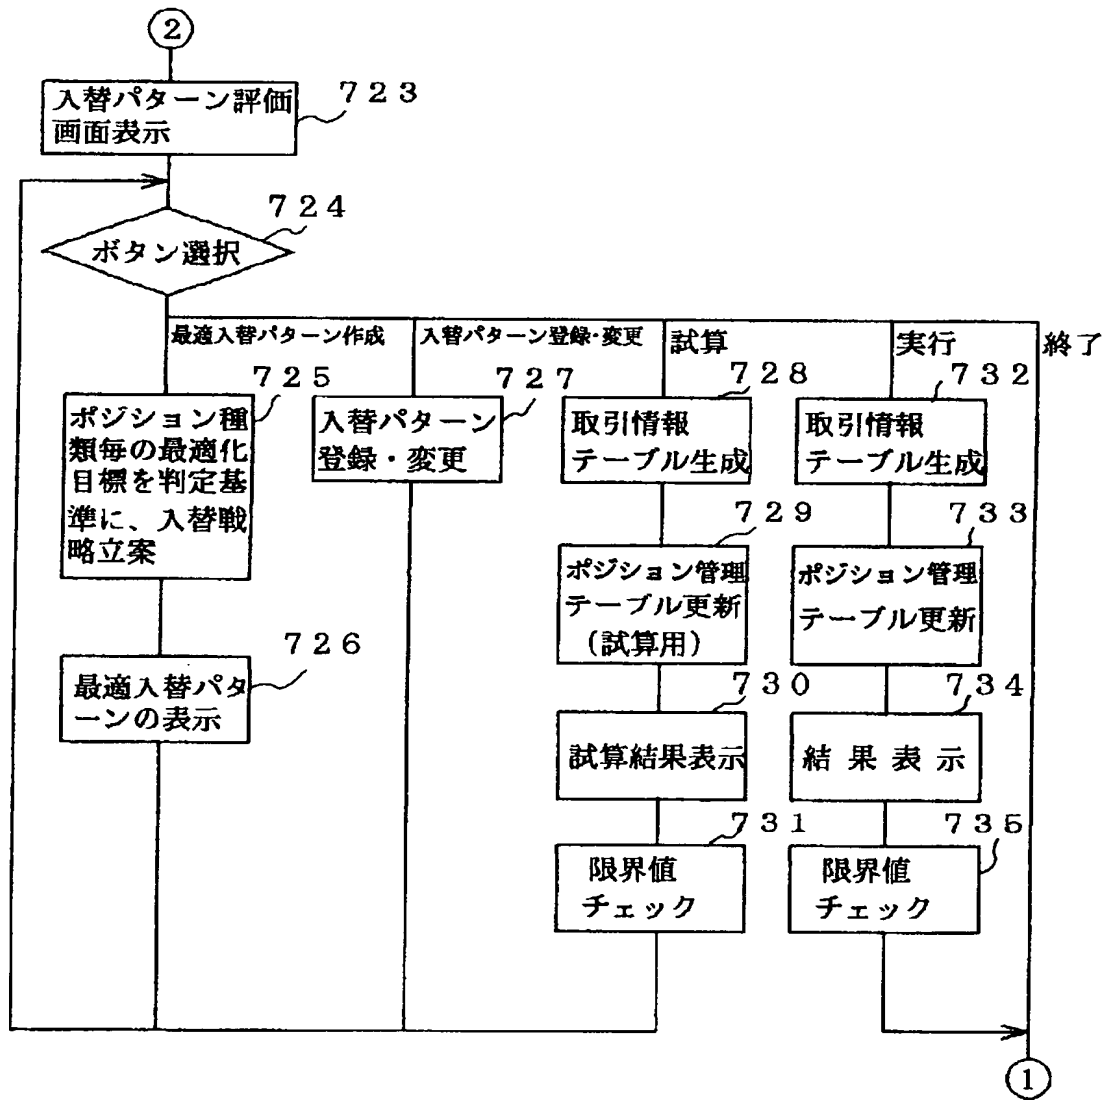 ②
入替パターン評価
画面表示
723
724
ボタン選択
最適入替パターン作成
入替パターン登録・変更
試算
実行
終了
725
ポジション種
類毎の最適化
目標を判定基
準に、入替戦
略立案
726
最適入替パタ
ーンの表示
727
入替パターン
登録・変更
728
取引情報
テーブル生成
729
ポジション管理
テーブル更新
(試算用)
730
試算結果表示
731
限界値
チェック
732
取引情報
テーブル生成
733
ポジション管理
テーブル更新
734
結果表示
735
限界値
チェック
①